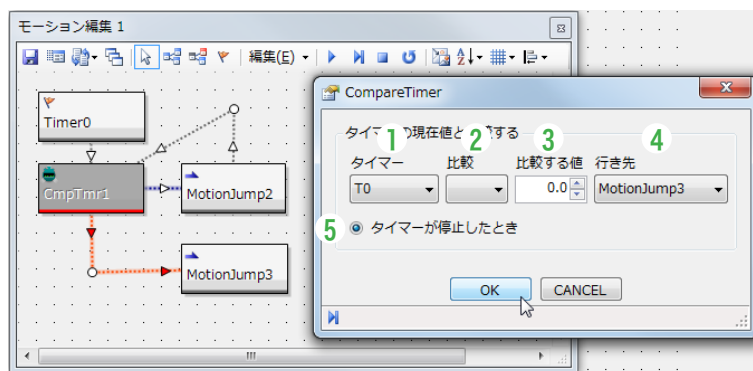 モーション編集 1
編集(E)
Timer0
CmpTmr1
MotionJump2
MotionJump3
CompareTimer
タイマーの現在値と比較する
1
2
3
4
タイマー
比較
比較する値
行き先
T0
0.0
MotionJump3
5
タイマーが停止したとき
OK
CANCEL